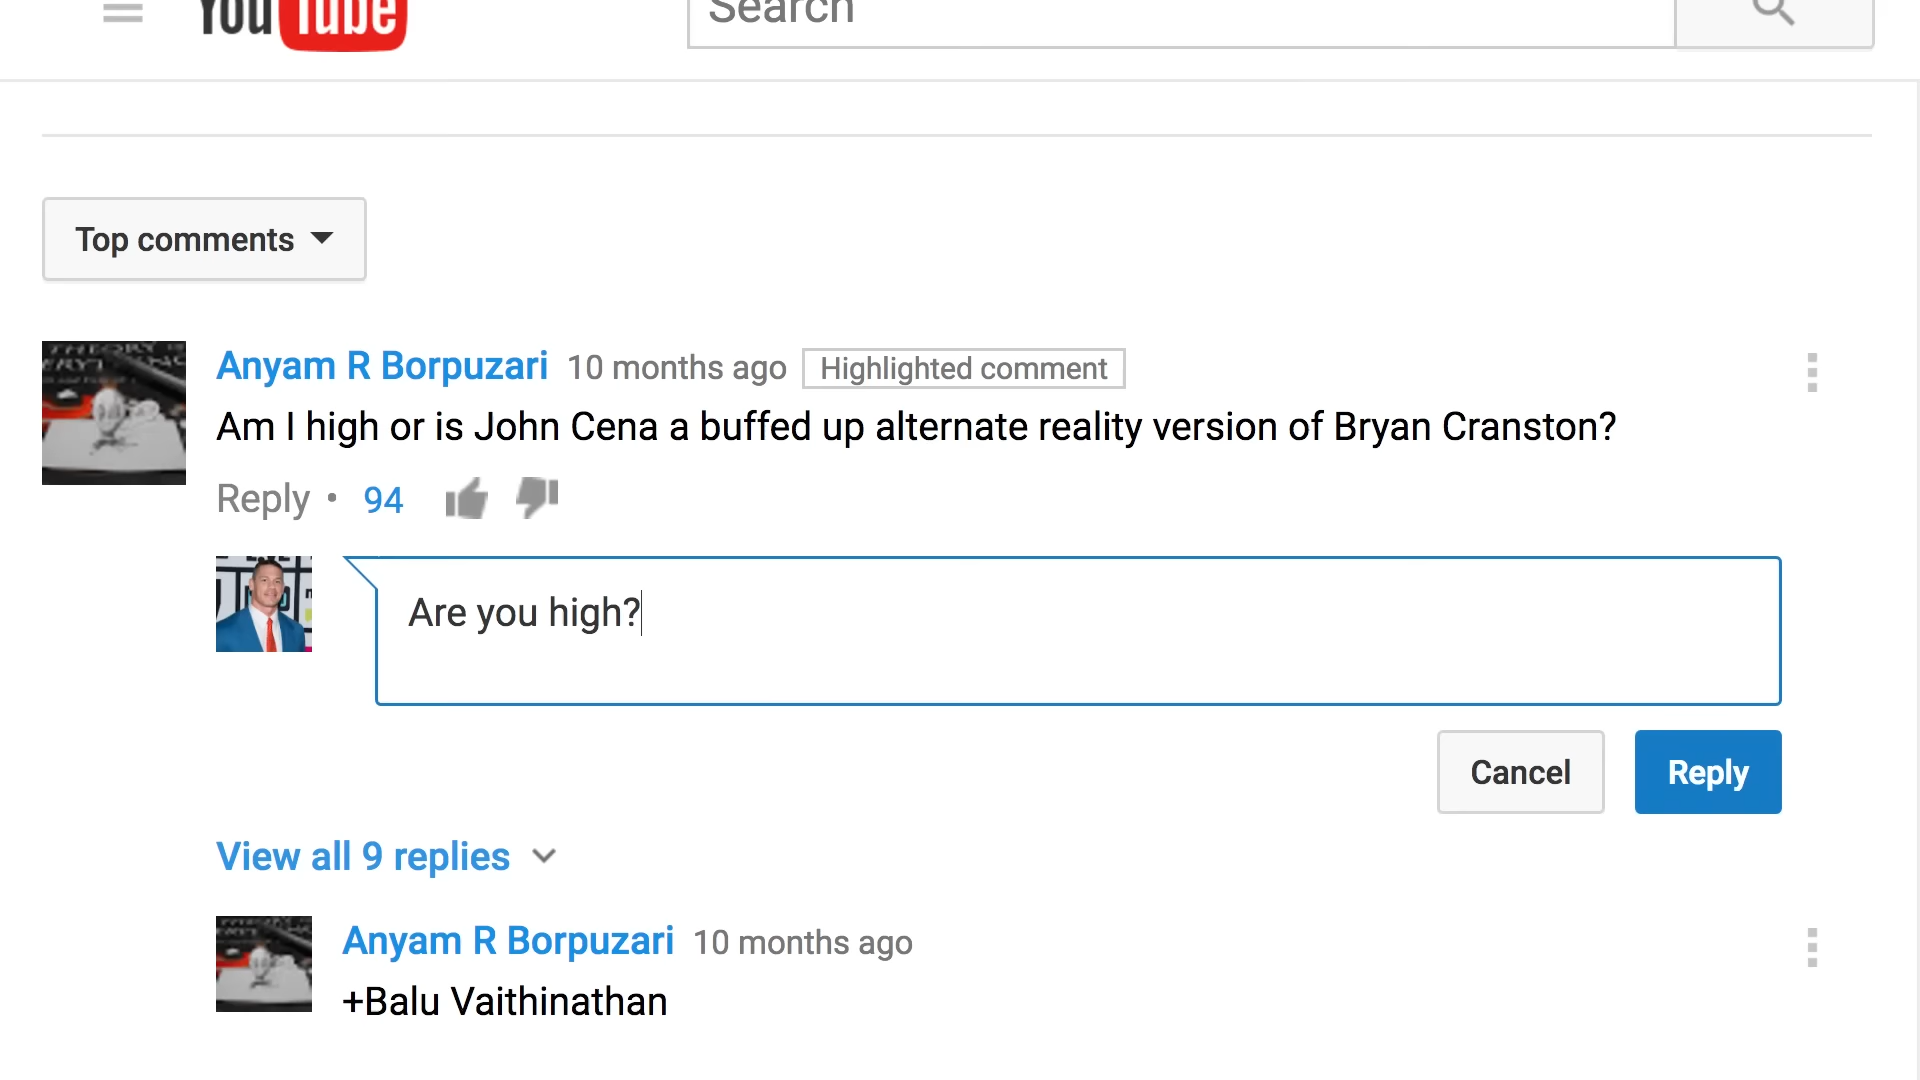 YouTube
Search
Top comments
Anyam R Borpuzari 10 months ago Highlighted comment
Am I high or is John Cena a buffed up alternate reality version of Bryan Cranston?
Reply • 94
Are you high?
Cancel Reply
View all 9 replies
Anyam R Borpuzari 10 months ago
+Balu Vaithinathan